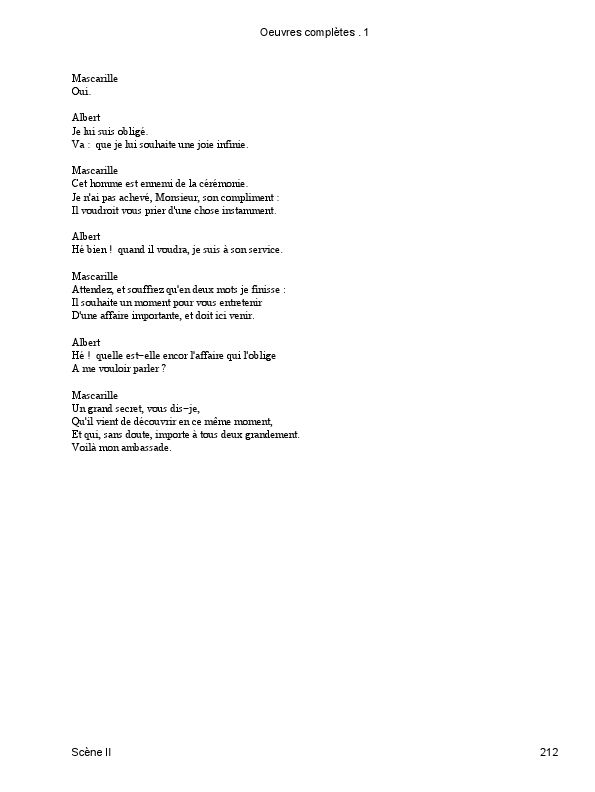 Oeuvres complètes . 1
Mascarille
Oui.
Albert
Je lui suis obligé.
Va :  que je lui souhaite une joie infinie.
Mascarille
Cet homme est ennemi de la cérémonie.
Je n'ai pas achevé, Monsieur, son compliment :
Il voudroit vous prier d'une chose instamment.
Albert
Hé bien !  quand il voudra, je suis à son service.
Mascarille
Attendez, et souffrez qu'en deux mots je finisse :
Il souhaite un moment pour vous entretenir
D'une affaire importante, et doit ici venir.
Albert
Hé !  quelle est−elle encor l'affaire qui l'oblige
A me vouloir parler ?
Mascarille
Un grand secret, vous dis−je,
Qu'il vient de découvrir en ce même moment,
Et qui, sans doute, importe à tous deux grandement.
Voilà mon ambassade.
Scène II
212